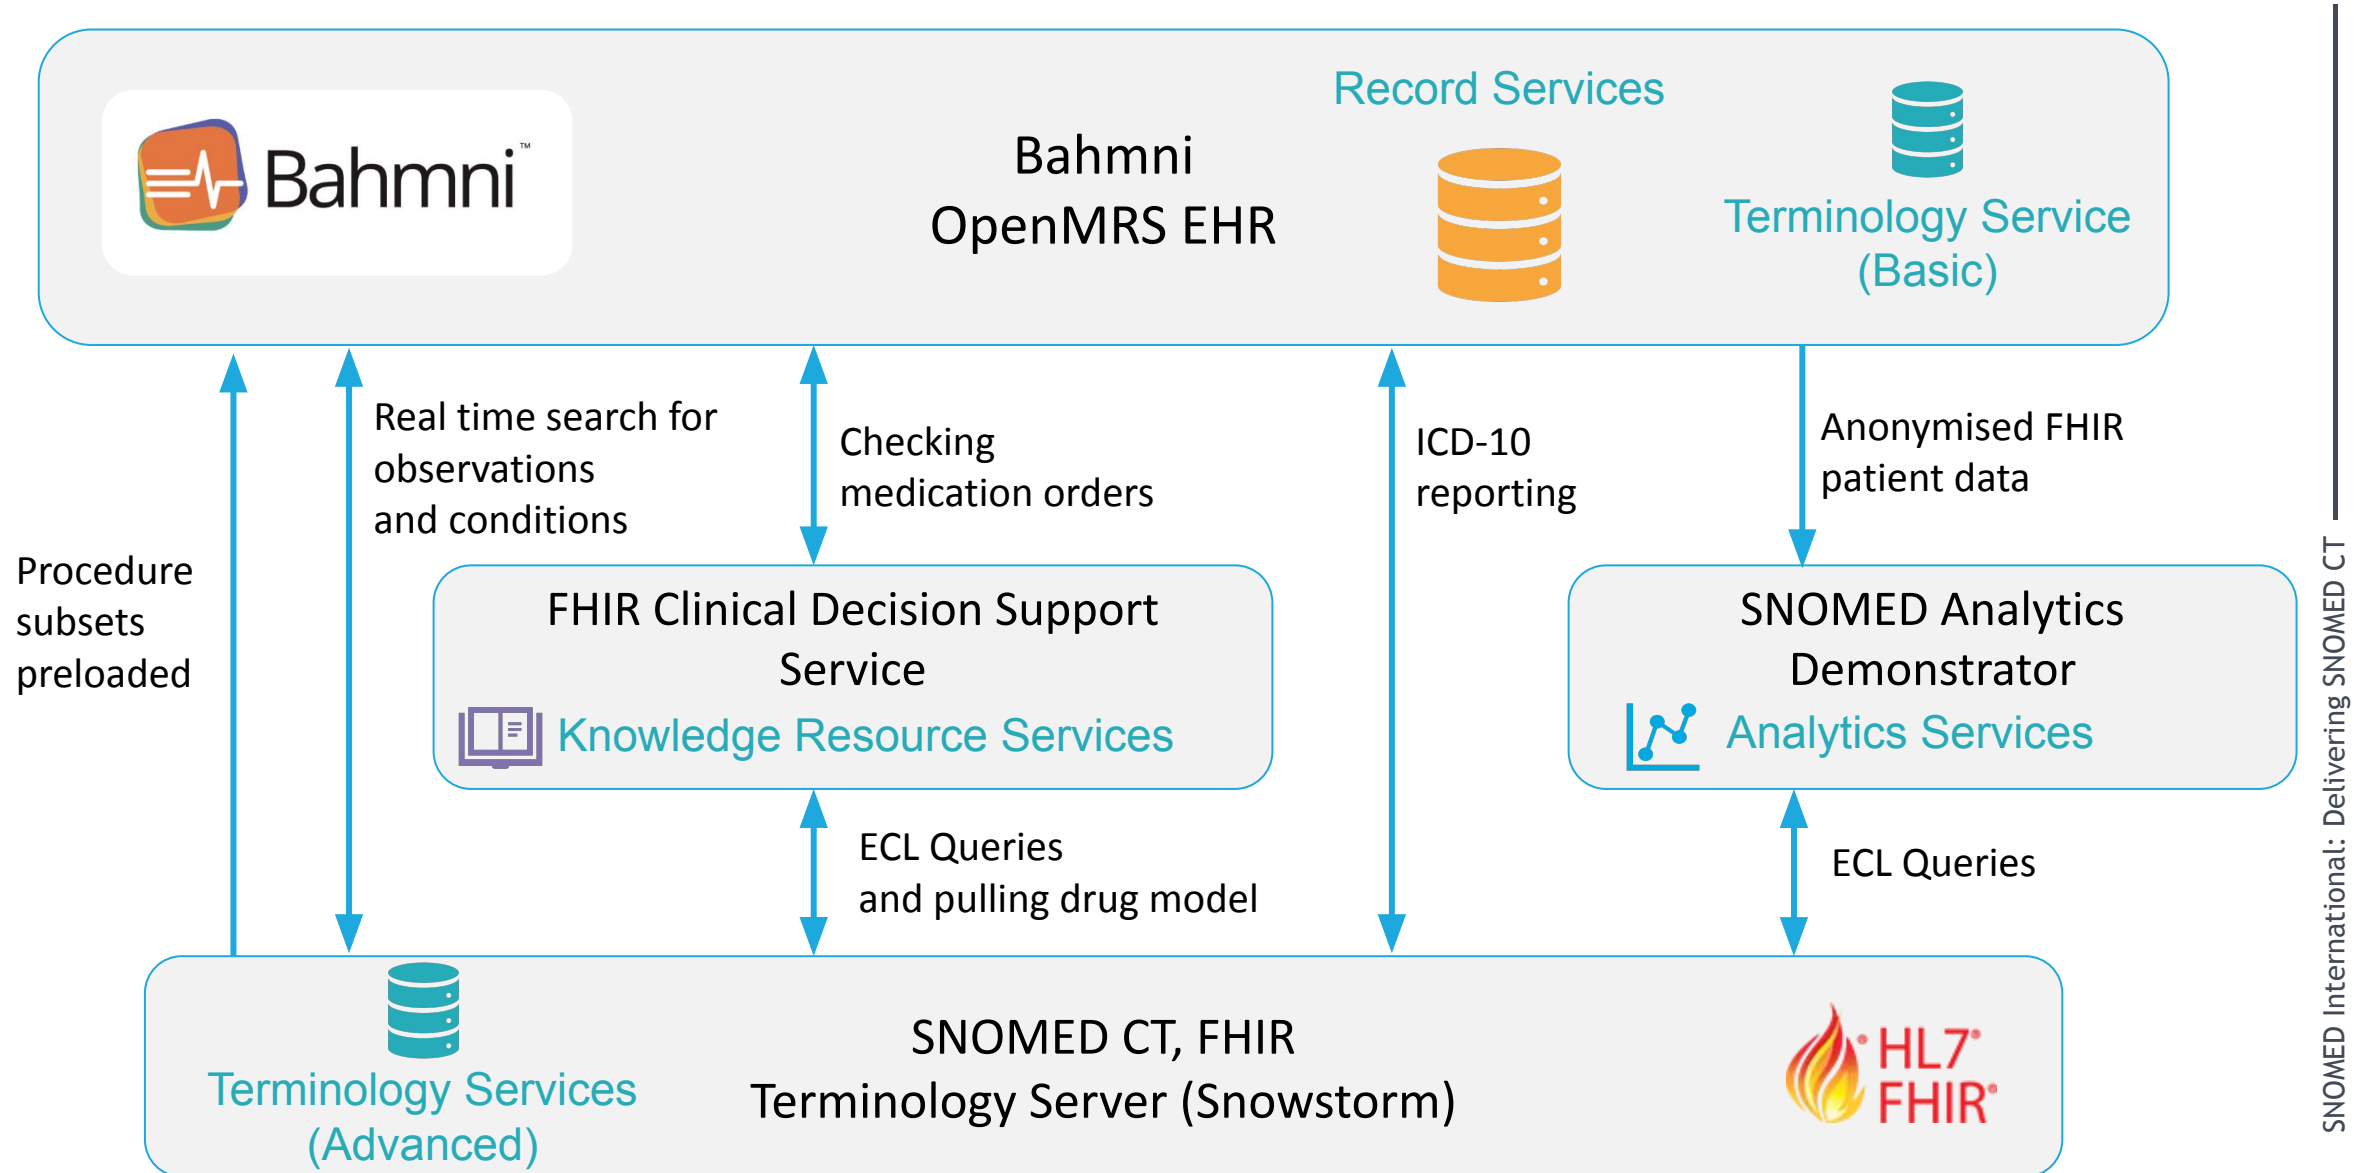 Bahmni™
Bahmni
OpenMRS EHR
Record Services
Terminology Service
(Basic)
Procedure
subsets
preloaded
Real time search for
observations
and conditions
Checking
medication orders
ICD-10
reporting
Anonymised FHIR
patient data
FHIR Clinical Decision Support
Service
Knowledge Resource Services
SNOMED Analytics
Demonstrator
Analytics Services
ECL Queries
and pulling drug model
ECL Queries
Terminology Services
(Advanced)
SNOMED CT, FHIR
Terminology Server (Snowstorm)
HL7®
FHIR®
SNOMED International: Delivering SNOMED CT